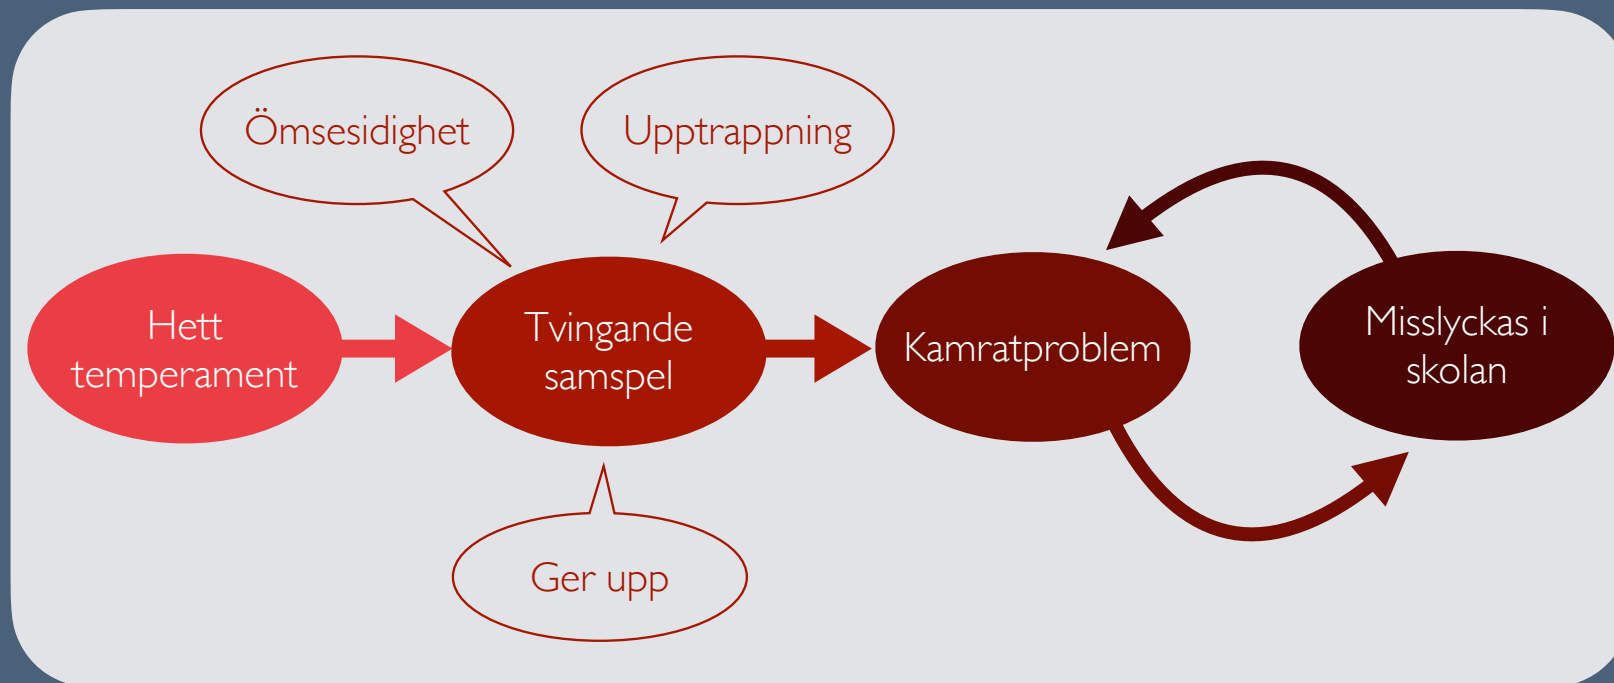 Ömsesidighet
Upptrappning
Hett
temperament
Tvingande
samspel
Kamratproblem
Misslyckas i
skolan
Ger upp